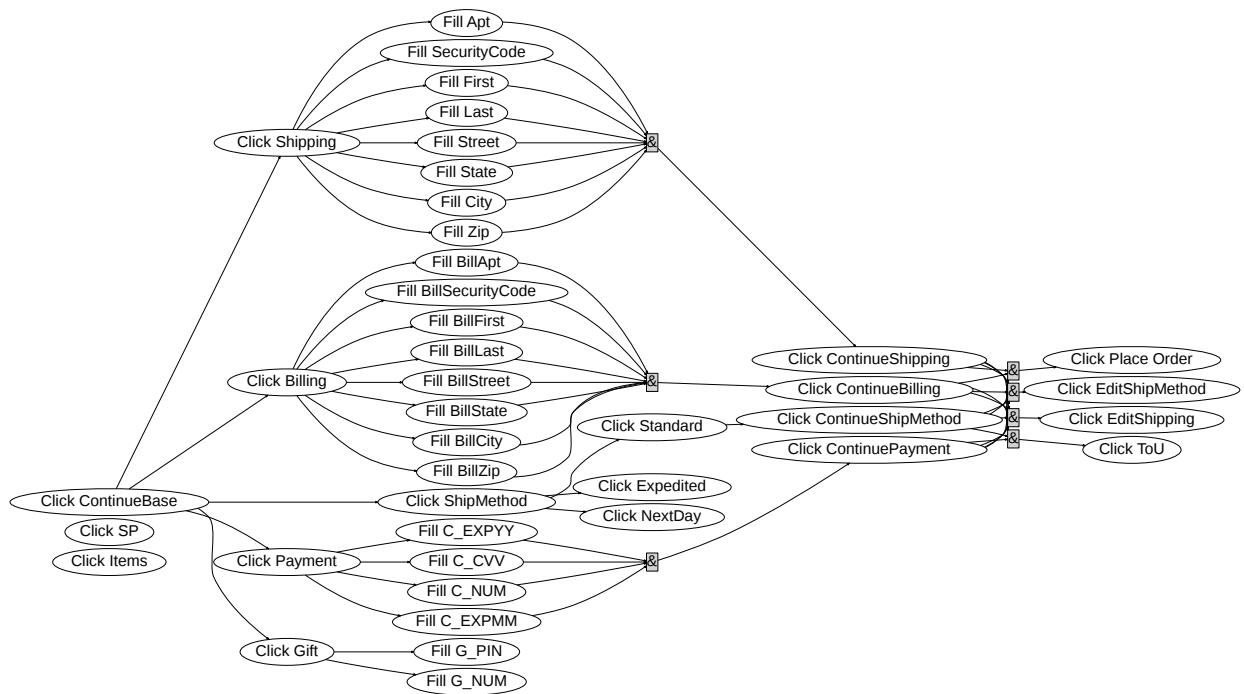 Fill Apt
Fill SecurityCode
Fill First
Fill Last
Click Shipping
Fill Street
&
Fill State
Fill City
Fill Zip
Fill BillApt
Fill BillSecurityCode
Fill BillFirst
Fill BillLast
Click Billing
Fill BillStreet
&
Fill BillState
Fill BillCity
Fill BillZip
Click ContinueShipping
Click ContinueBilling
Click ContinueShipMethod
Click ContinuePayment
&
&
&
&
Click Place Order
Click EditShipMethod
Click EditShipping
Click ToU
Click Standard
Click ContinueBase
Click ShipMethod
Click Expedited
Click NextDay
Click SP
Click Items
Click Payment
Fill C_EXPYY
Fill C_CVV
&
Fill C_NUM
Fill C_EXPMM
Click Gift
Fill G_PIN
Fill G_NUM